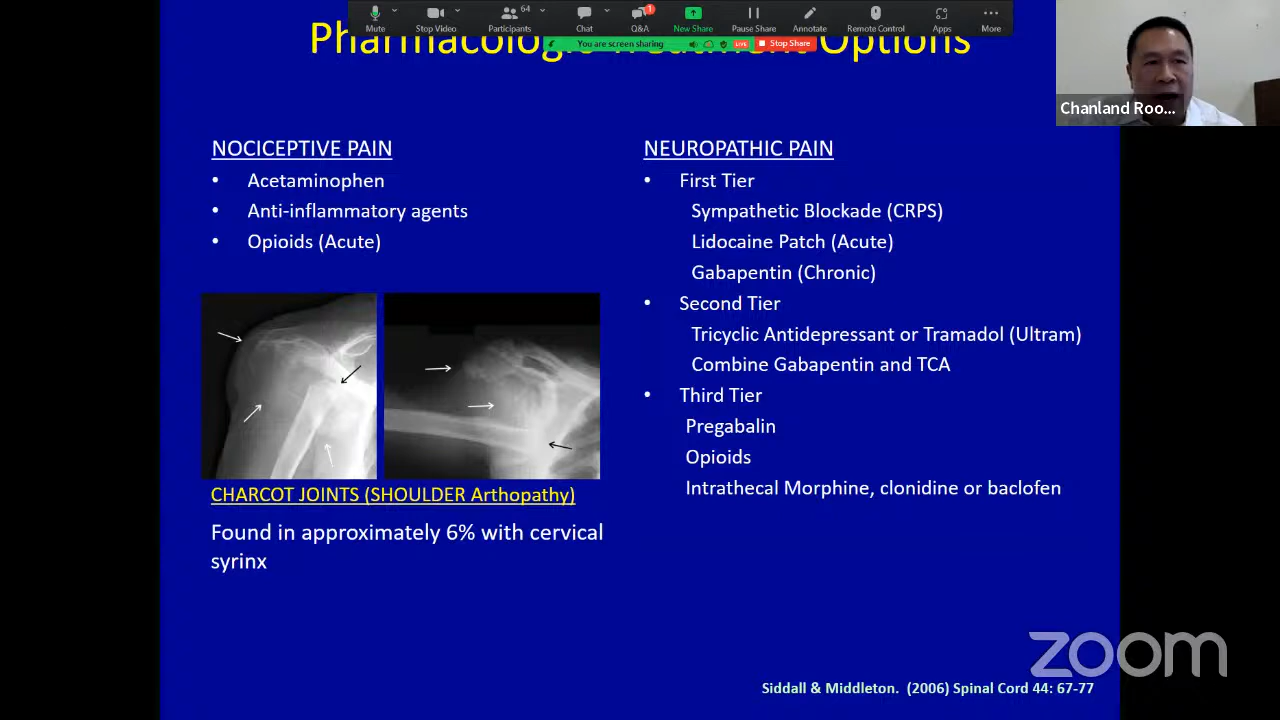 64
1
Mute
Stop Video
Participants
Chat
Q&A
New Share
Pause Share
Annotate
Remote Control
Apps
More
You are screen sharing
LIVE
Stop Share
Options
Chanland Roo...
NOCICEPTIVE PAIN
• Acetaminophen
• Anti-inflammatory agents
• Opioids (Acute)
CHARCOT JOINTS (SHOULDER Arthopathy)
Found in approximately 6% with cervical
syrinx
NEUROPATHIC PAIN
• First Tier
Sympathetic Blockade (CRPS)
Lidocaine Patch (Acute)
Gabapentin (Chronic)
• Second Tier
Tricyclic Antidepressant or Tramadol (Ultram)
Combine Gabapentin and TCA
• Third Tier
Pregabalin
Opioids
Intrathecal Morphine, clonidine or baclofen
zoom
Siddall & Middleton. (2006) Spinal Cord 44: 67-77